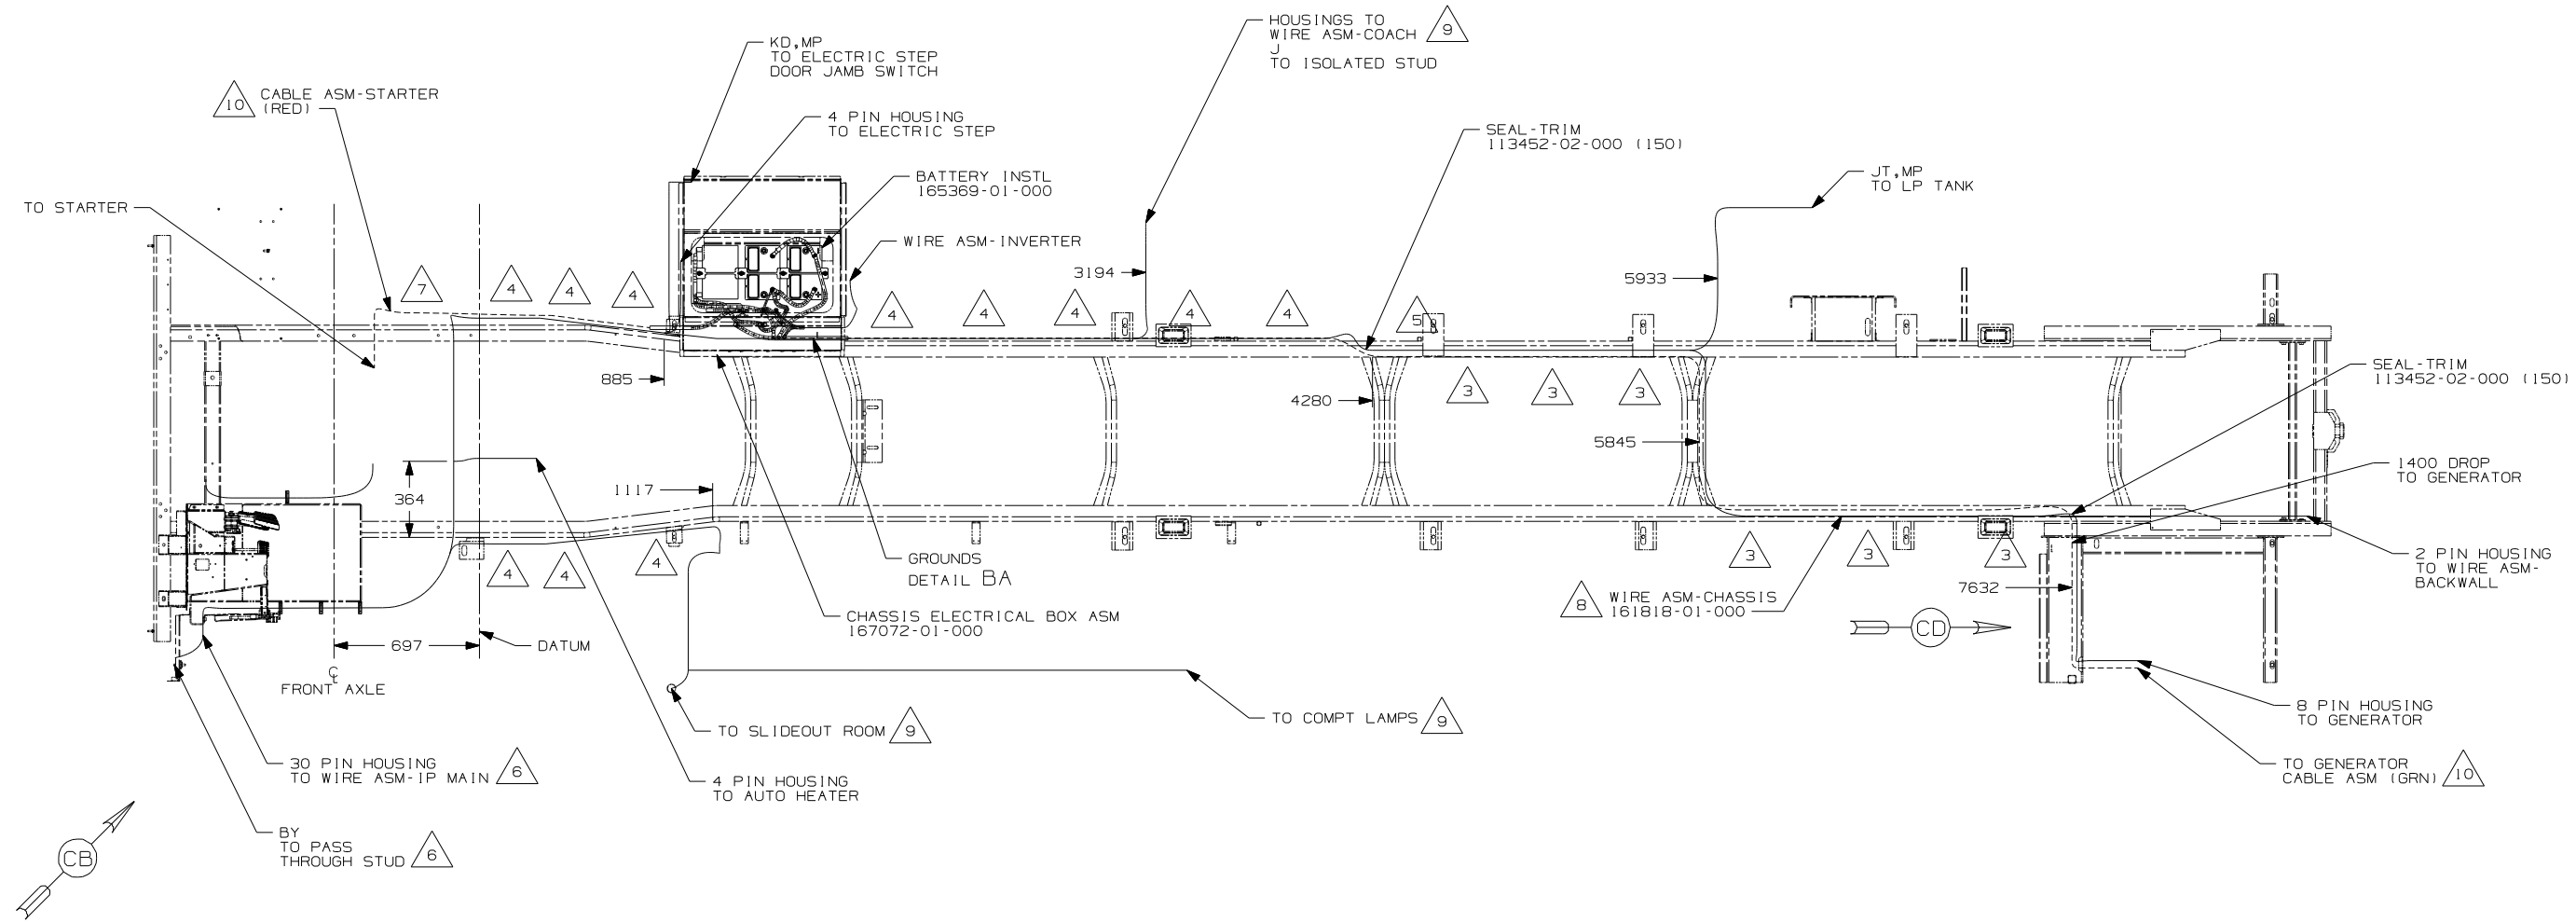 HOUSINGS TO
WIRE ASM-COACH 9
J
TO ISOLATED STUD
KD,MP
TO ELECTRIC STEP
DOOR JAMB SWITCH
10 CABLE ASM-STARTER
(RED)
4 PIN HOUSING
TO ELECTRIC STEP
SEAL-TRIM
113452-02-000 (150)
BATTERY INSTL
165369-01-000
JT,MP
TO LP TANK
TO STARTER
WIRE ASM-INVERTER
3194
5933
7
4
4
4
4
4
4
4
4
5
885
3
3
3
4280
SEAL-TRIM
113452-02-000 (150)
5845
1400 DROP
TO GENERATOR
364
1117
GROUNDS
DETAIL BA
4
4
4
3
3
3
2 PIN HOUSING
TO WIRE ASM-
BACKWALL
7632
CHASSIS ELECTRICAL BOX ASM
167072-01-000
8 WIRE ASM-CHASSIS
161818-01-000
CD
697
DATUM
CL
FRONT AXLE
8 PIN HOUSING
TO GENERATOR
TO SLIDEOUT ROOM 9
TO COMPT LAMPS 9
30 PIN HOUSING
TO WIRE ASM-IP MAIN 6
4 PIN HOUSING
TO AUTO HEATER
TO GENERATOR
CABLE ASM (GRN) 10
BY
TO PASS
THROUGH STUD 6
CB